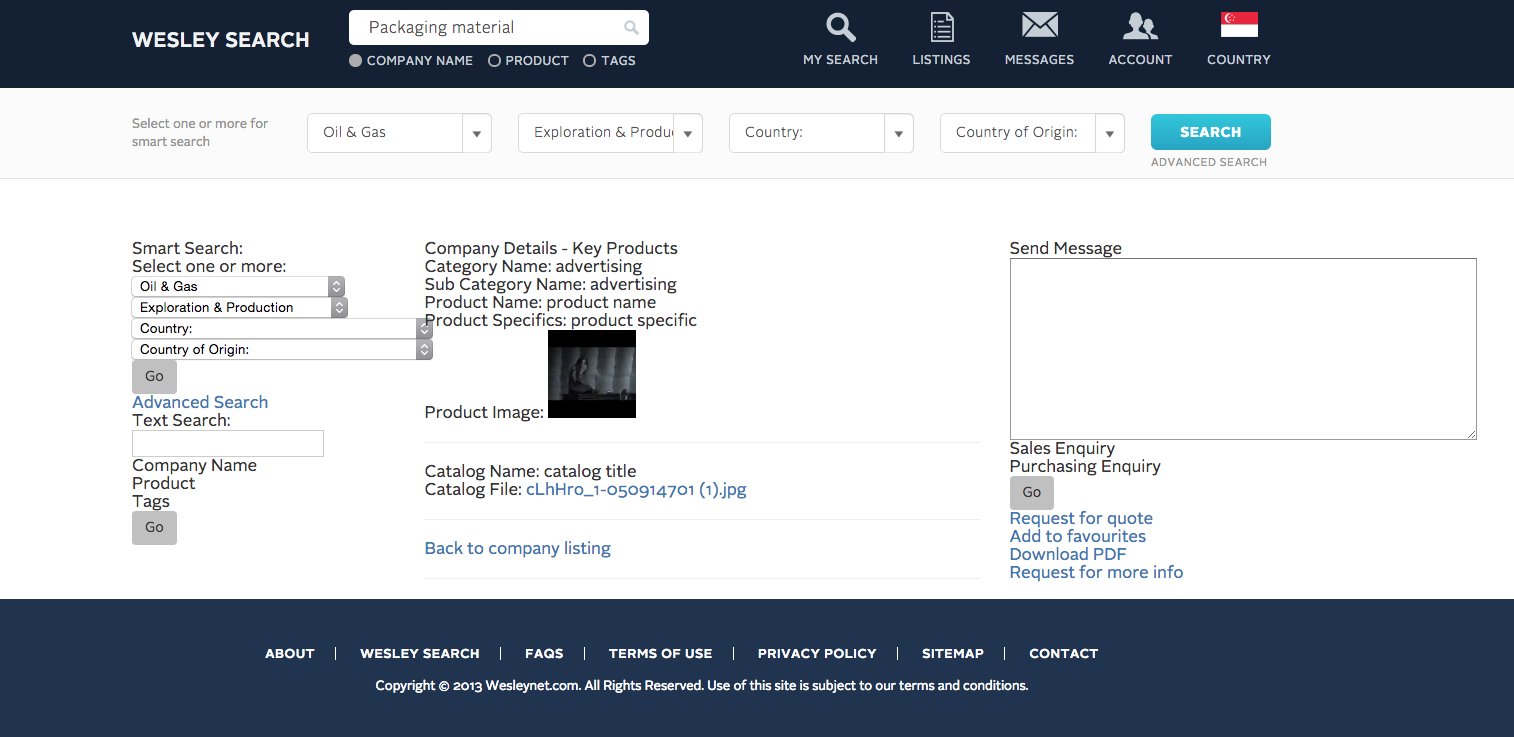 WESLEY SEARCH
Packaging material
COMPANY NAME PRODUCT TAGS
MY SEARCH LISTINGS MESSAGES ACCOUNT COUNTRY
Select one or more for
smart search
Oil & Gas
Exploration & Produ
Country:
Country of Origin:
SEARCH
ADVANCED SEARCH
Smart Search:
Select one or more:
Oil & Gas
Exploration & Production
Country:
Country of Origin:
Go
Advanced Search
Text Search:
Company Name
Product
Tags
Go
Company Details - Key Products
Category Name: advertising
Sub Category Name: advertising
Product Name: product name
Product Specifics: product specific
Product Image:
Catalog Name: catalog title
Catalog File: cLhHro_1-050914701 (1).jpg
Back to company listing
Send Message
Sales Enquiry
Purchasing Enquiry
Go
Request for quote
Add to favourites
Download PDF
Request for more info
ABOUT | WESLEY SEARCH | FAQS | TERMS OF USE | PRIVACY POLICY | SITEMAP | CONTACT
Copyright © 2013 Wesleynet.com. All Rights Reserved. Use of this site is subject to our terms and conditions.